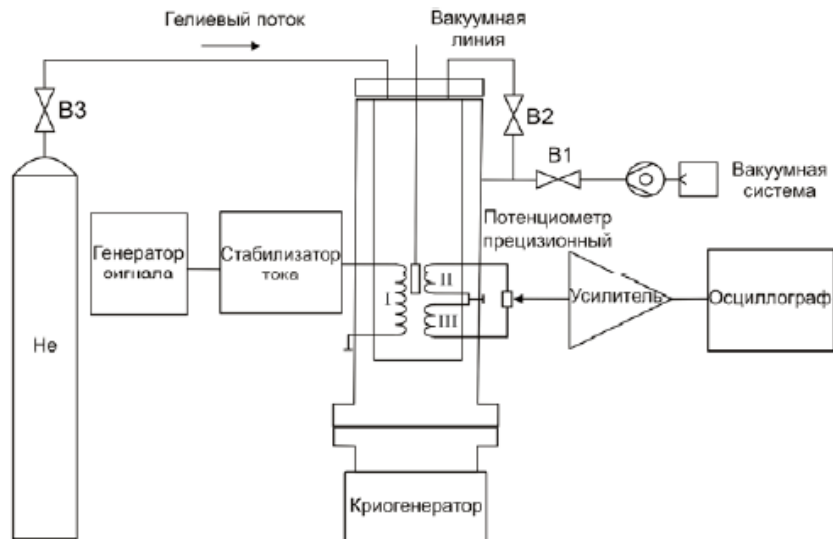 Гелиевый поток
Вакуумная
линия
В3
В2
В1
Вакуумная
система
Потенциометр
прецизионный
Генератор
сигнала
Стабилизатор
тока
I
II
III
Усилитель
Осциллограф
He
Криогенератор